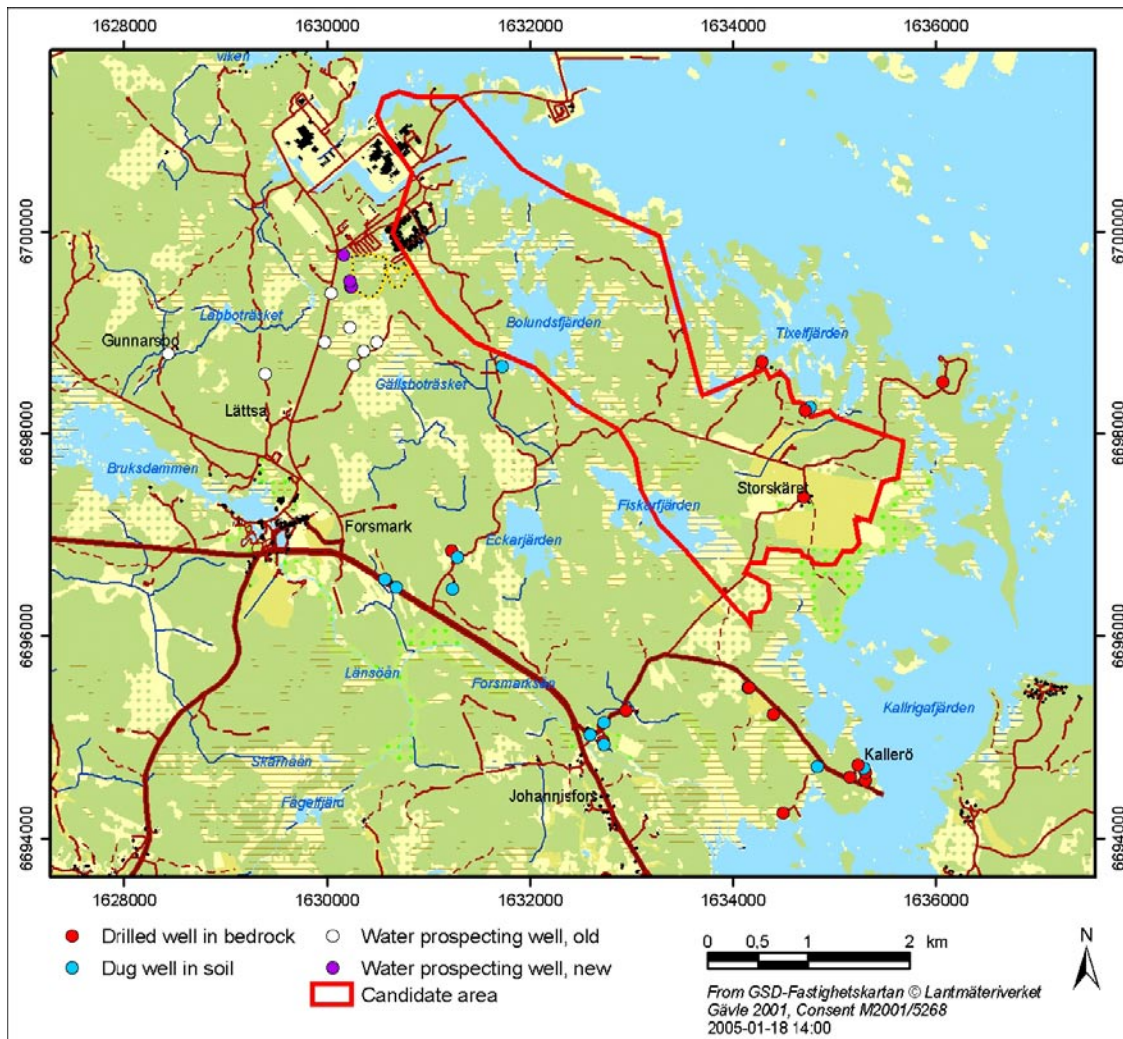 1628000 1630000 1632000 1634000 1636000
viken
6700000 6700000
Labboträsket
Bolundsfjärden
Tixelfjärden
Gunnarsbo
Gällsboträsket
Lättsa
6698000 6698000
Bruksdammen
Storskäret
Fiskarfjärden
Forsmark
Eckarjärden
6696000 6696000
Länsöån
Forsmarksån
Kallrigafjärden
Skärnaån
Kallerö
Fågelfjärd
Johannisfors
6694000 6694000
1628000 1630000 1632000 1634000 1636000
Drilled well in bedrock
Dug well in soil
Water prospecting well, old
Water prospecting well, new
Candidate area
0 0,5 1 2 km
N
From GSD-Fastighetskartan © Lantmäteriverket
Gävle 2001, Consent M2001/5268
2005-01-18 14:00